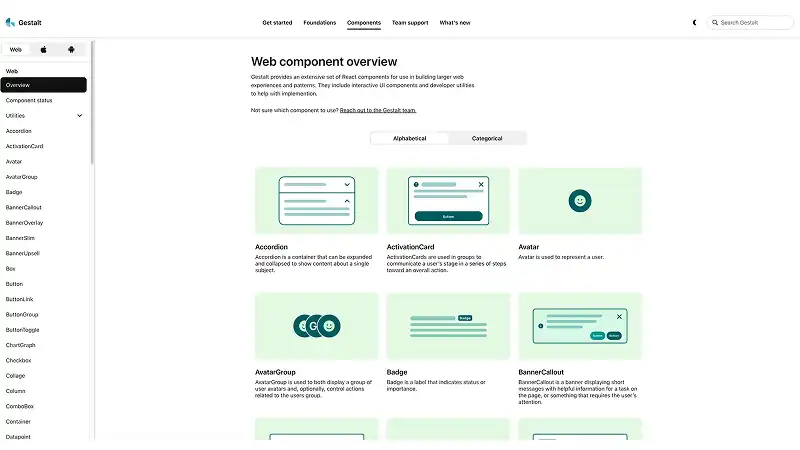 Gestalt
Get started
Foundations
Components
Team support
What's new
Search Gestalt
Web
Web
Overview
Component status
Utilities
Accordion
ActivationCard
Avatar
AvatarGroup
Badge
BannerCallout
BannerOverlay
BannerSlim
BannerUpsell
Box
Button
ButtonLink
ButtonGroup
ButtonToggle
ChartGraph
Checkbox
Collage
Column
ComboBox
Container
Datapoint
Web component overview
Gestalt provides an extensive set of React components for use in building larger web
experiences and patterns. They include interactive UI components and developer utilities
to help with implemention.
Not sure which component to use? Reach out to the Gestalt team.
Alphabetical
Categorical
Accordion
Accordion is a container that can be expanded
and collapsed to show content about a single
subject.
Button
ActivationCard
ActivationCards are used in groups to
communicate a user's stage in a series of steps
toward an overall action.
Avatar
Avatar is used to represent a user.
G
AvatarGroup
AvatarGroup is used to both display a group of
user avatars and, optionally, control actions
related to the users group.
Badge
Badge
Badge is a label that indicates status or
importance.
Button
Button
BannerCallout
BannerCallout is a banner displaying short
messages with helpful information for a task on
the page, or something that requires the user's
attention.